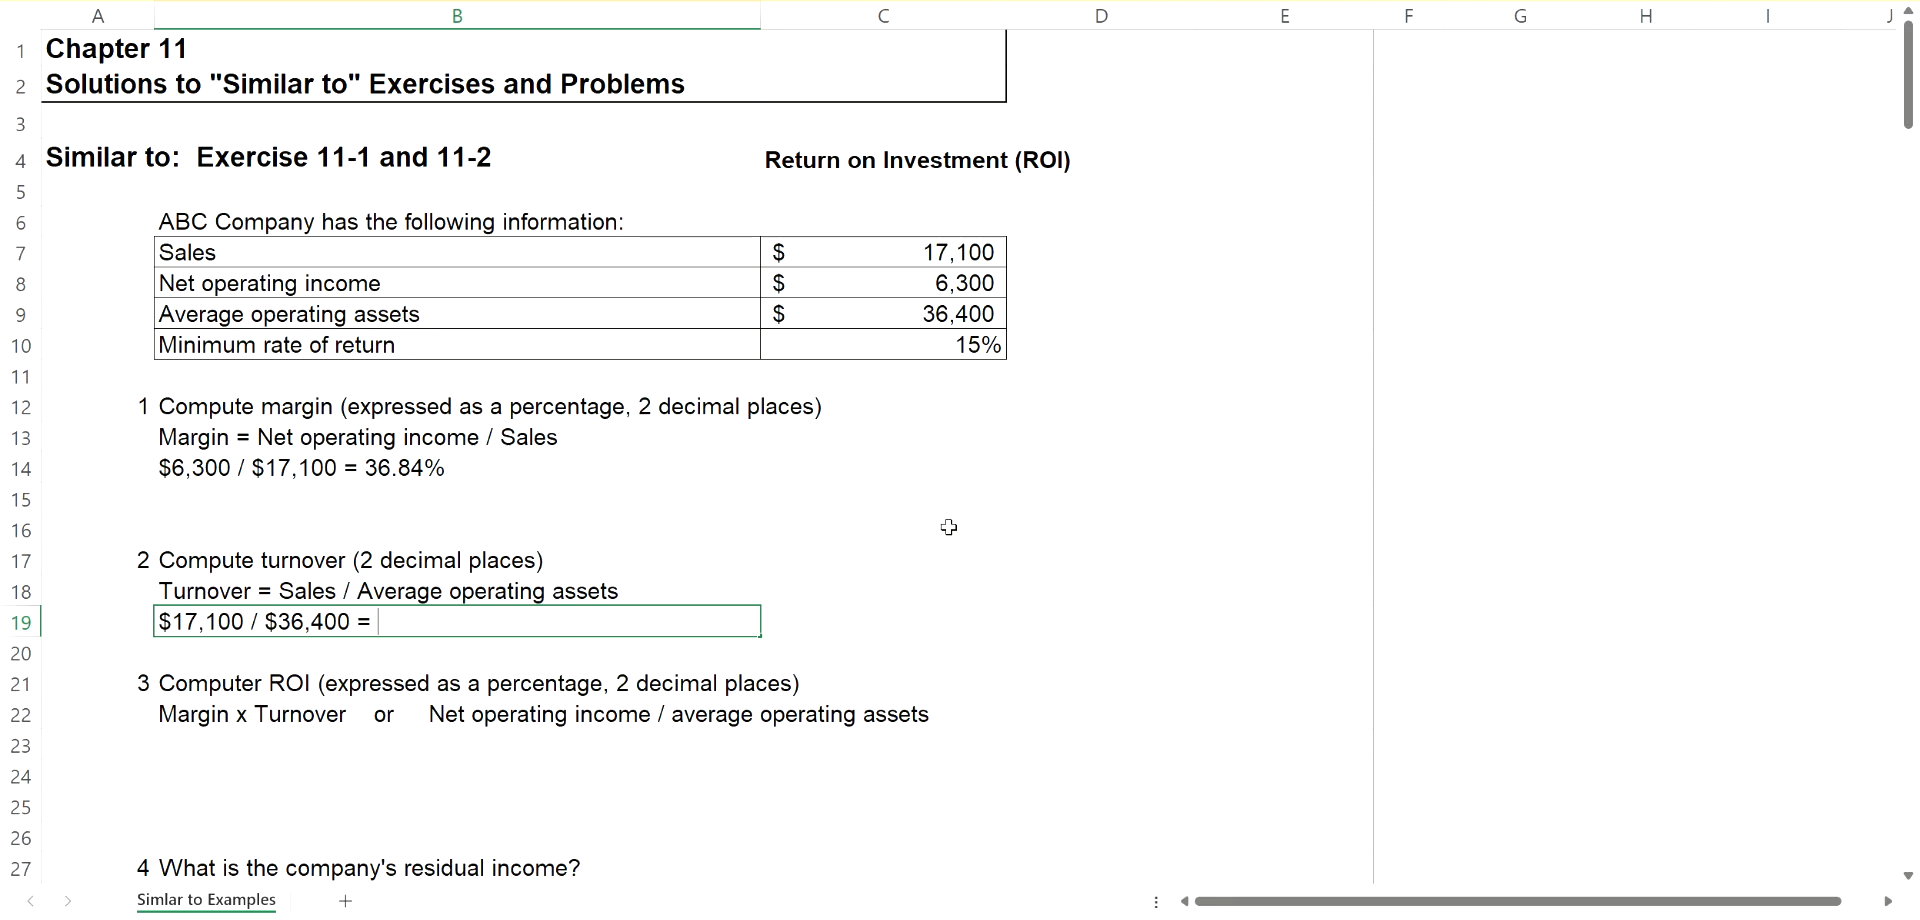 A B C D E F G H I J
1 Chapter 11
2 Solutions to "Similar to" Exercises and Problems
3
4 Similar to: Exercise 11-1 and 11-2 Return on Investment (ROI)
5
6 ABC Company has the following information:
7 Sales $ 17,100
8 Net operating income $ 6,300
9 Average operating assets $ 36,400
10 Minimum rate of return 15%
11
12 1 Compute margin (expressed as a percentage, 2 decimal places)
13 Margin = Net operating income / Sales
14 $6,300 / $17,100 = 36.84%
15
16
17 2 Compute turnover (2 decimal places)
18 Turnover = Sales / Average operating assets
19 $17,100 / $36,400 =
20
21 3 Computer ROI (expressed as a percentage, 2 decimal places)
22 Margin x Turnover or Net operating income / average operating assets
23
24
25
26
27 4 What is the company's residual income?
Simlar to Examples